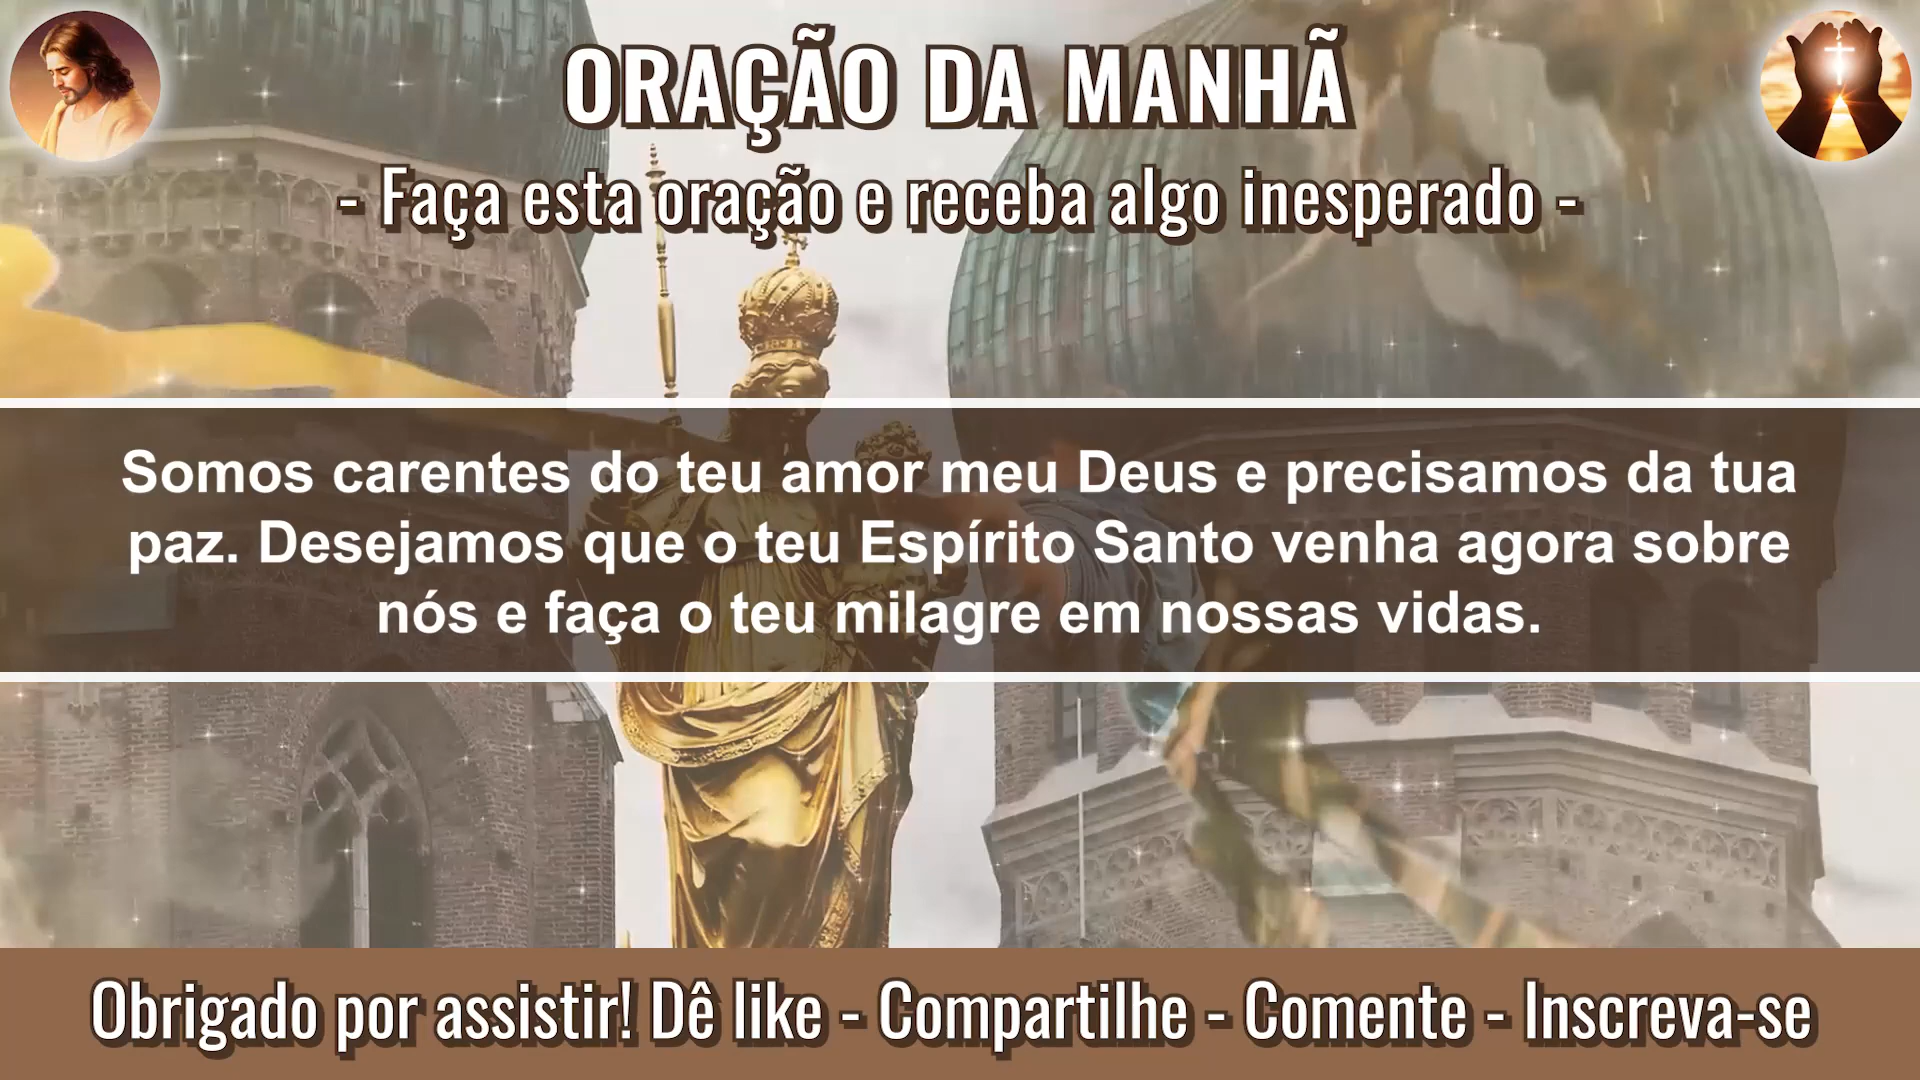 ORAÇÃO DA MANHÃ
- Faça esta oração e receba algo inesperado -
Somos carentes do teu amor meu Deus e precisamos da tua
paz. Desejamos que o teu Espírito Santo venha agora sobre
nós e faça o teu milagre em nossas vidas.
Obrigado por assistir! Dê like - Compartilhe - Comente - Inscreva-se